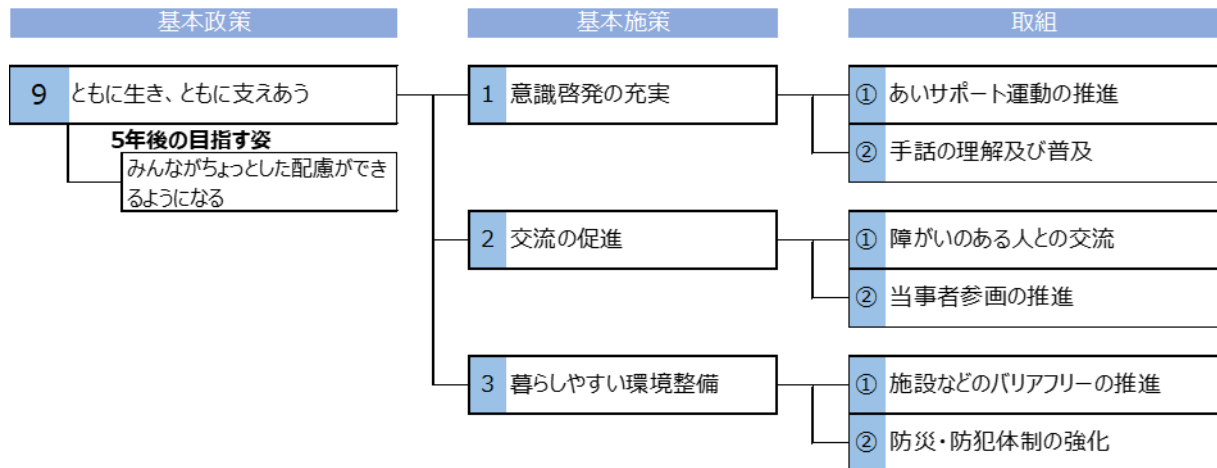 基本政策
基本施策
取組
9 ともに生き、ともに支えあう
5年後の目指す姿
みんながちょっとした配慮ができ
るようになる
1 意識啓発の充実
① あいサポート運動の推進
② 手話の理解及び普及
2 交流の促進
① 障がいのある人との交流
② 当事者参画の推進
3 暮らしやすい環境整備
① 施設などのバリアフリーの推進
② 防災・防犯体制の強化